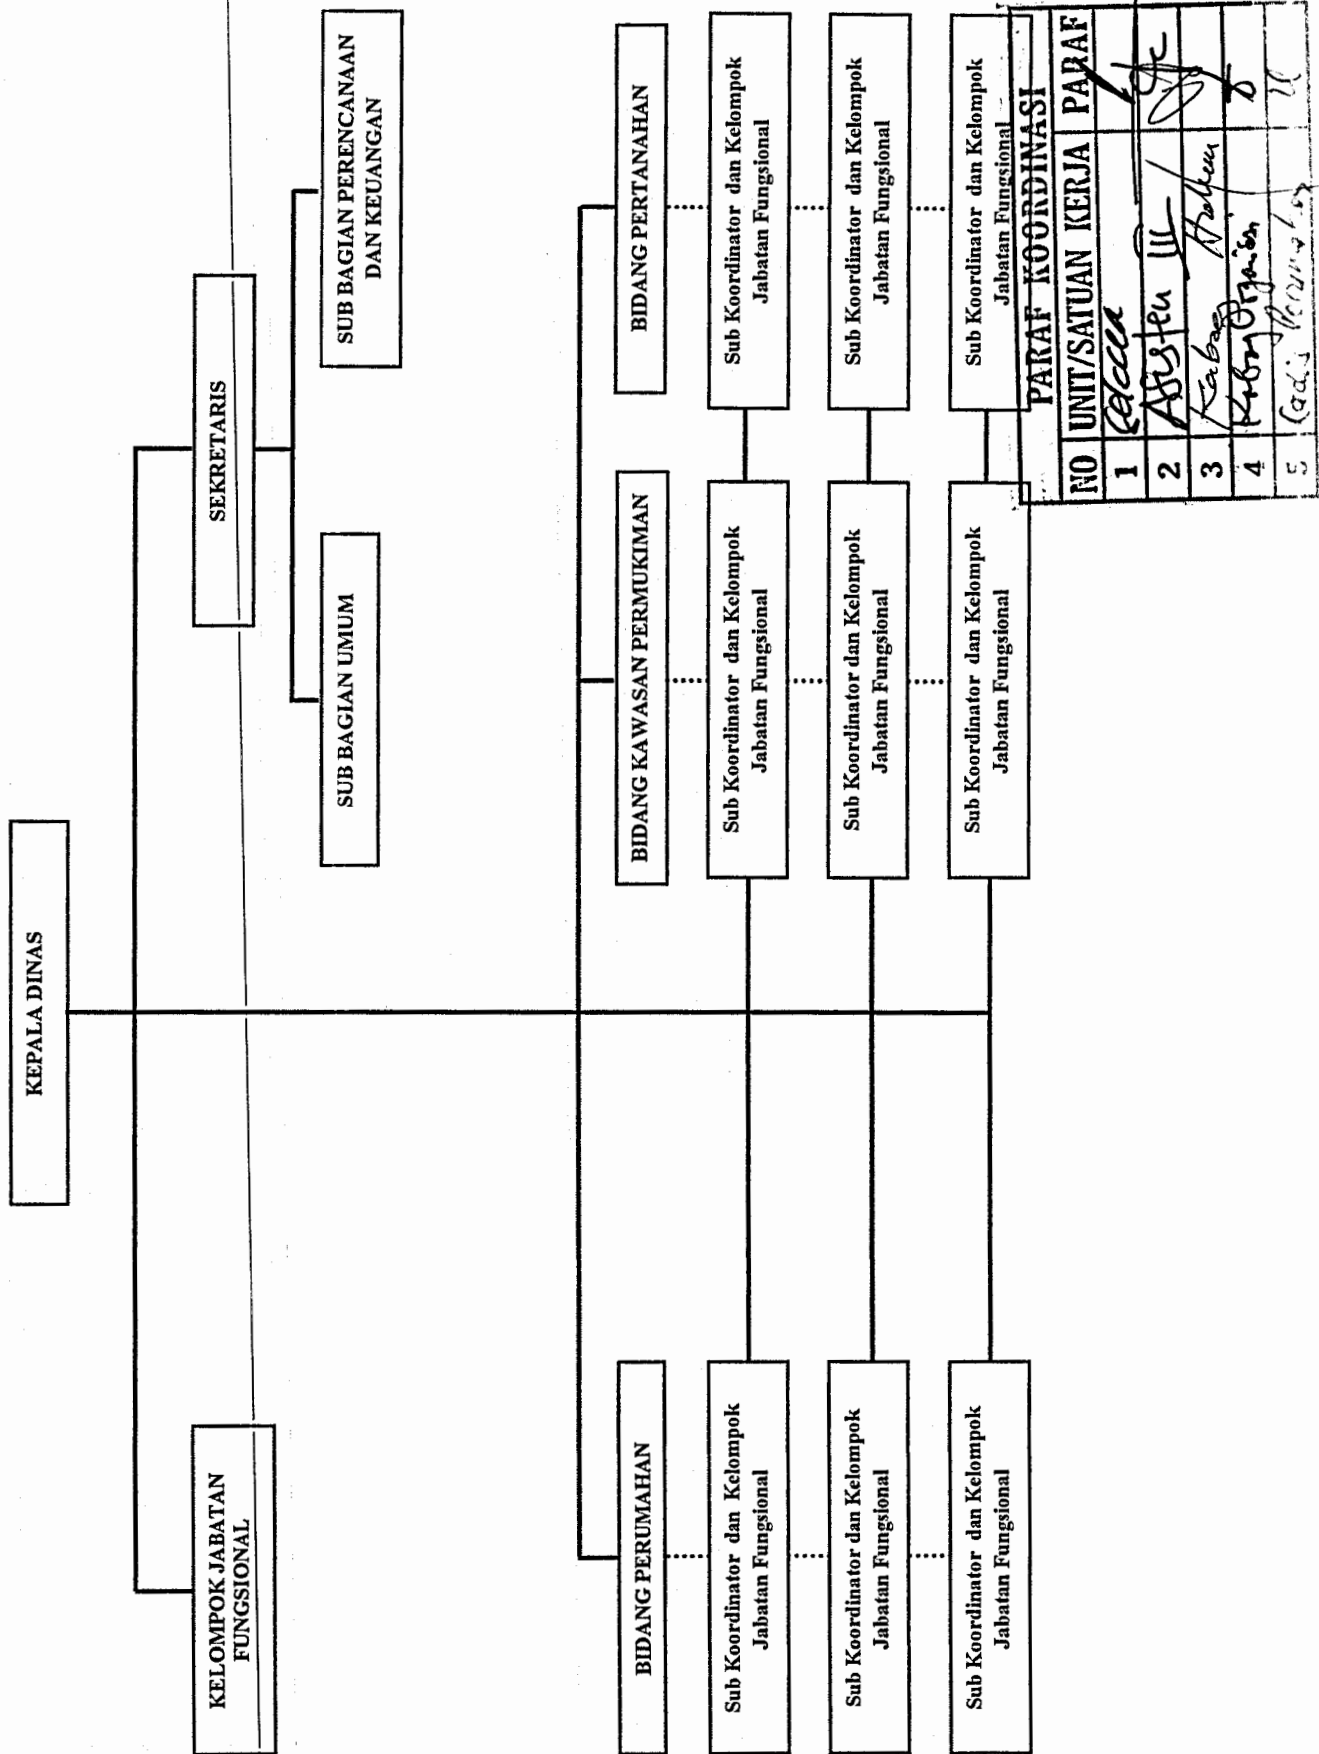 KEPALA DINAS
KELOMPOK JABATAN
FUNGSIONAL
SEKRETARIS
SUB BAGIAN UMUM
SUB BAGIAN PERENCANAAN
DAN KEUANGAN
BIDANG PERUMAHAN
BIDANG KAWASAN PERMUKIMAN
BIDANG PERTANAHAN
Sub Koordinator dan Kelompok
Jabatan Fungsional
Sub Koordinator dan Kelompok
Jabatan Fungsional
Sub Koordinator dan Kelompok
Jabatan Fungsional
Sub Koordinator dan Kelompok
Jabatan Fungsional
Sub Koordinator dan Kelompok
Jabatan Fungsional
Sub Koordinator dan Kelompok
Jabatan Fungsional
Sub Koordinator dan Kelompok
Jabatan Fungsional
Sub Koordinator dan Kelompok
Jabatan Fungsional
Sub Koordinator dan Kelompok
Jabatan Fungsional
PARAF KOORDINASI
NO UNIT/SATUAN KERJA PARAF
1
2 Asisten III
3 Kabag
4 Kabag Organisasi
5